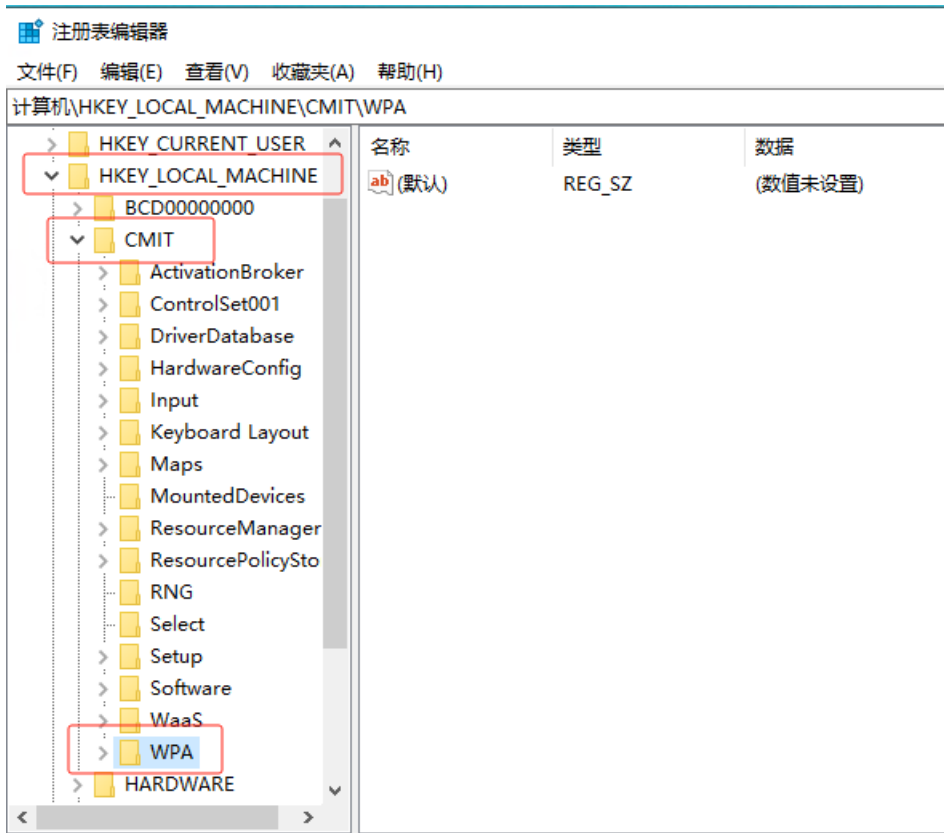 注册表编辑器
文件(F) 编辑(E) 查看(V) 收藏夹(A) 帮助(H)
计算机\HKEY_LOCAL_MACHINE\CMIT\WPA
HKEY_CURRENT_USER
HKEY_LOCAL_MACHINE
BCD00000000
CMIT
ActivationBroker
ControlSet001
DriverDatabase
HardwareConfig
Input
Keyboard Layout
Maps
MountedDevices
ResourceManager
ResourcePolicySto
RNG
Select
Setup
Software
WaaS
WPA
HARDWARE
名称 类型 数据
ab (默认) REG_SZ (数值未设置)